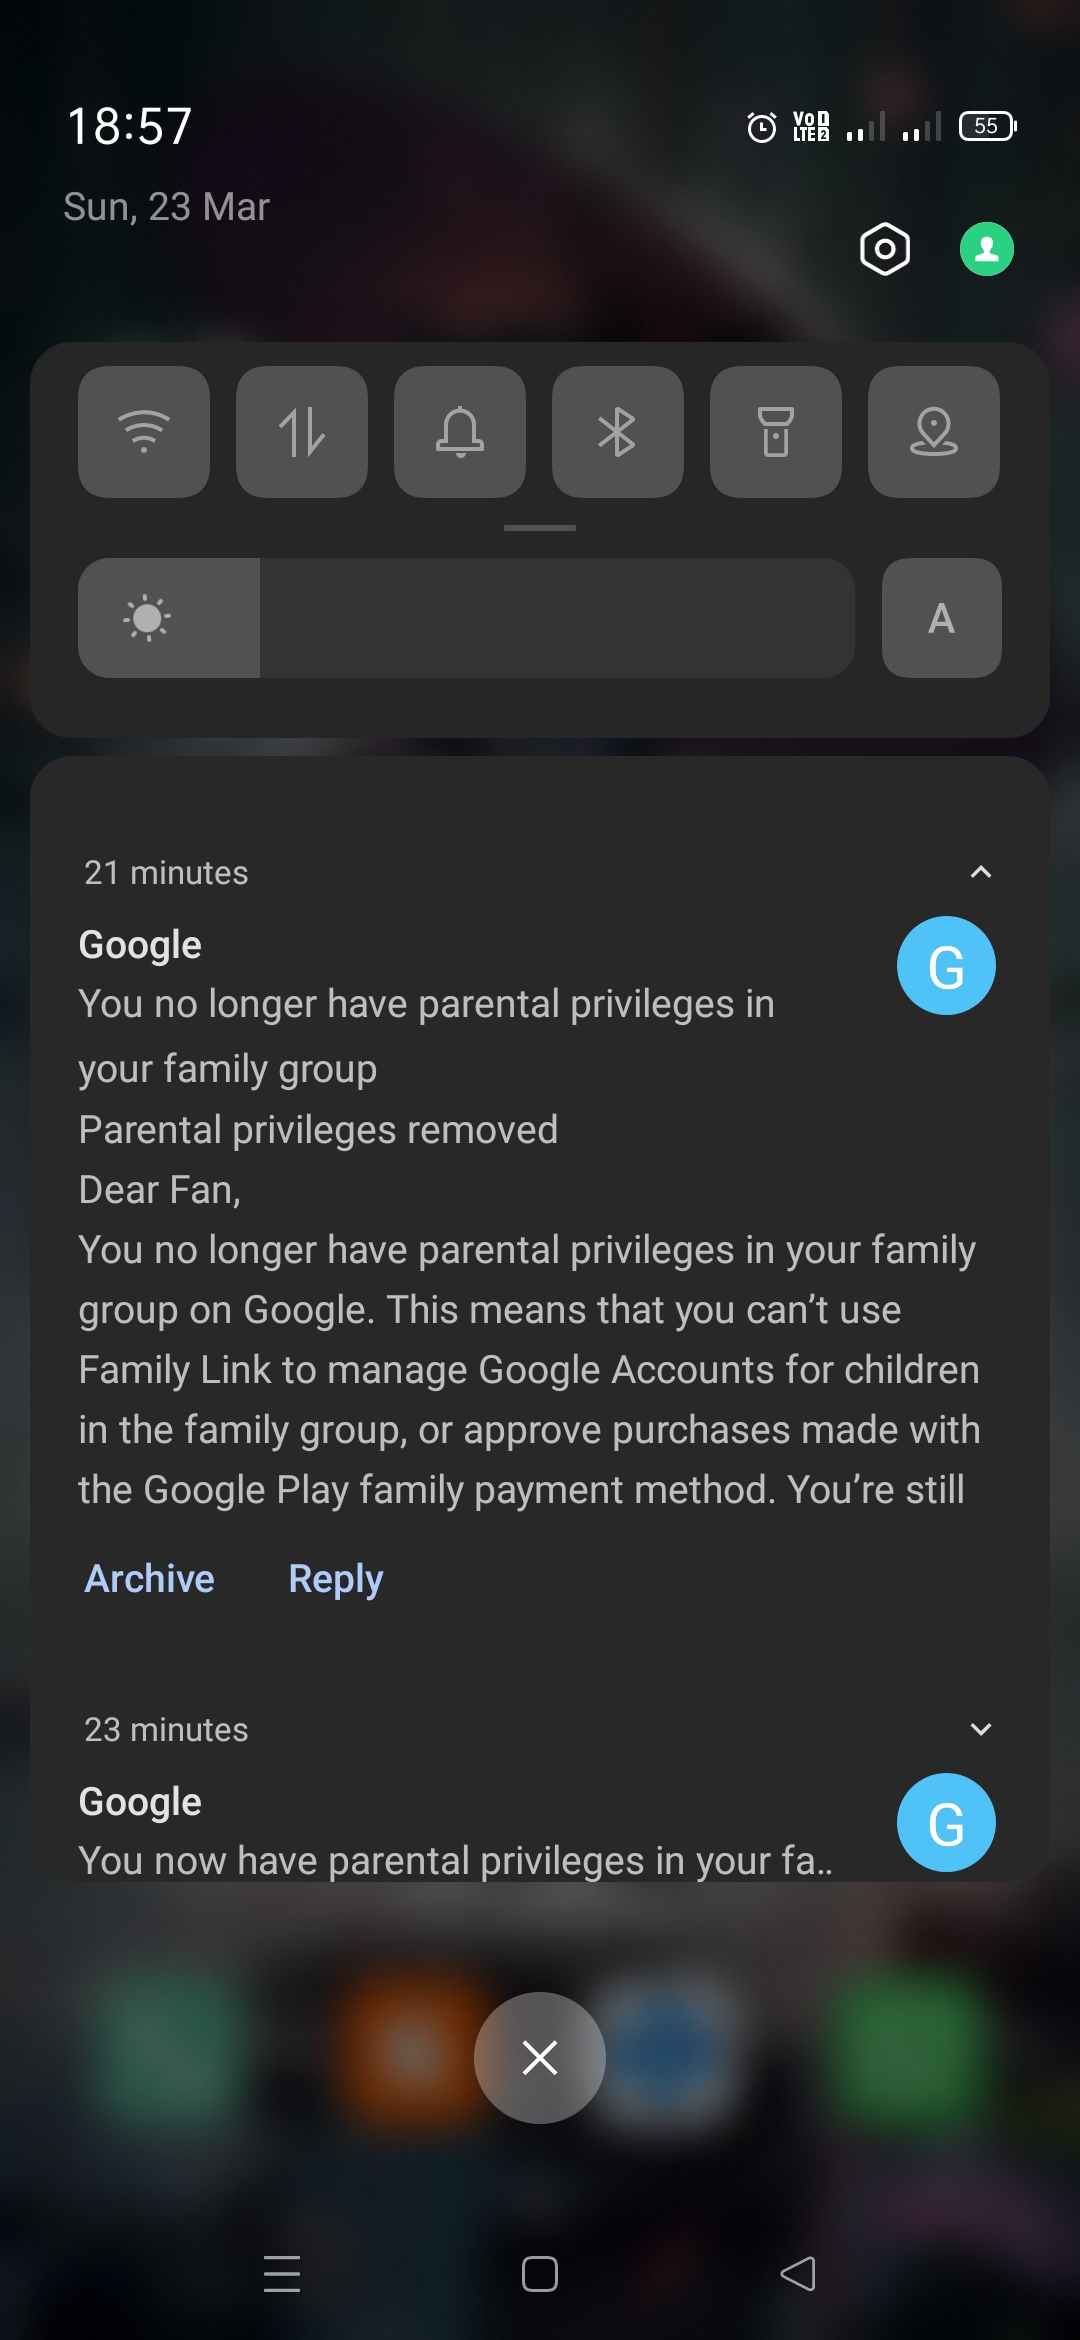 18:57
Vo 1
LTE 2
55
Sun, 23 Mar
A
21 minutes
Google
G
You no longer have parental privileges in
your family group
Parental privileges removed
Dear Fan,
You no longer have parental privileges in your family
group on Google. This means that you can’t use
Family Link to manage Google Accounts for children
in the family group, or approve purchases made with
the Google Play family payment method. You’re still
Archive Reply
23 minutes
Google
G
You now have parental privileges in your fa..